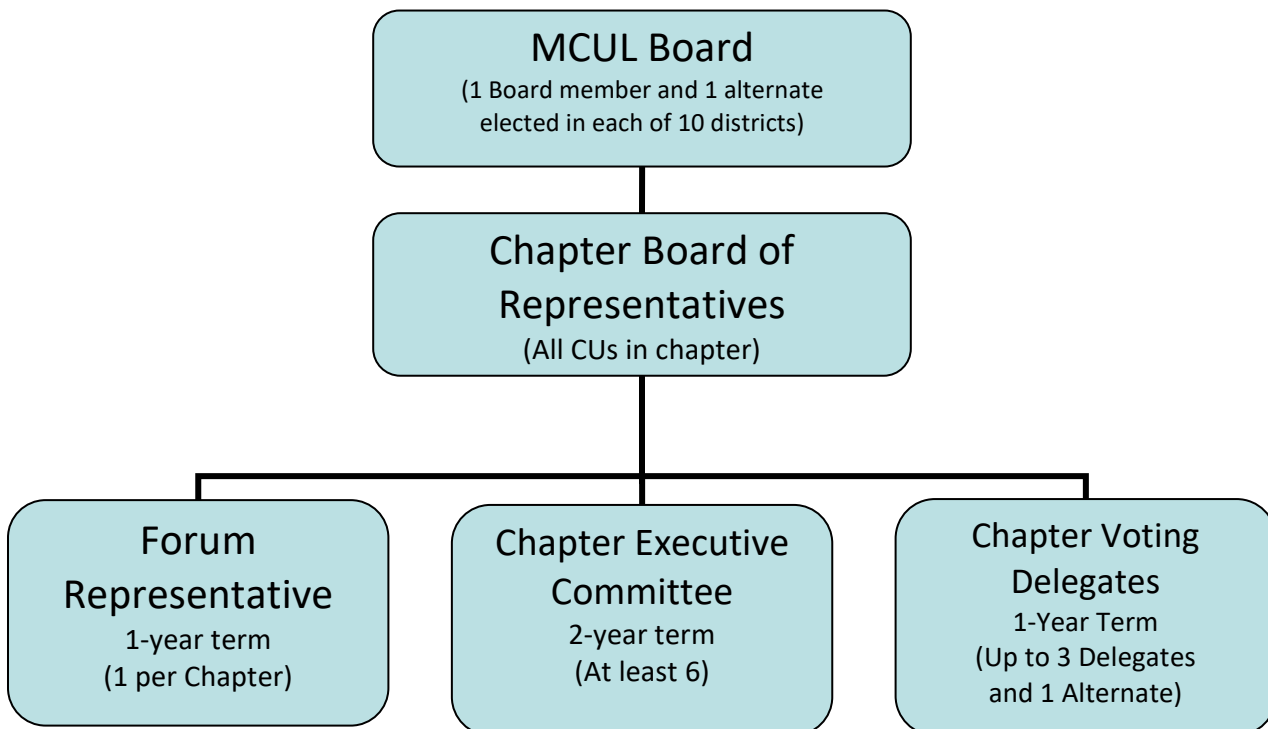 MCUL Board
(1 Board member and 1 alternate
elected in each of 10 districts)
Chapter Board of
Representatives
(All CUs in chapter)
Forum
Representative
1-year term
(1 per Chapter)
Chapter Executive
Committee
2-year term
(At least 6)
Chapter Voting
Delegates
1-Year Term
(Up to 3 Delegates
and 1 Alternate)